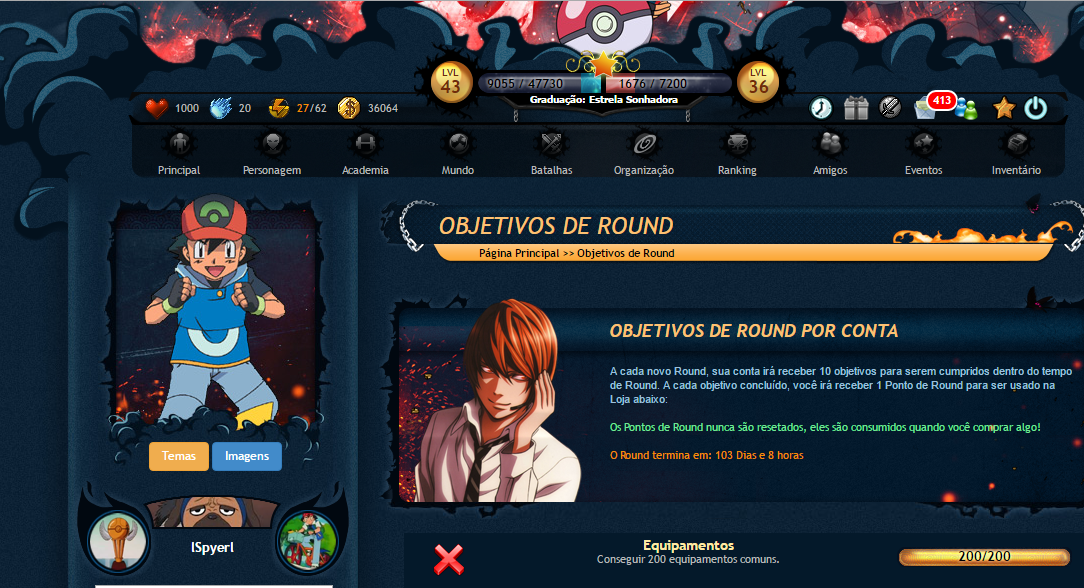 LVL 43
9055 / 47730
1676 / 7200
LVL 36
Graduação: Estrela Sonhadora
1000
20
27/62
36064
413
Principal
Personagem
Academia
Mundo
Batalhas
Organização
Ranking
Amigos
Eventos
Inventário
OBJETIVOS DE ROUND
Página Principal >> Objetivos de Round
OBJETIVOS DE ROUND POR CONTA
A cada novo Round, sua conta irá receber 10 objetivos para serem cumpridos dentro do tempo
de Round. A cada objetivo concluído, você irá receber 1 Ponto de Round para ser usado na
Loja abaixo:
Os Pontos de Round nunca são resetados, eles são consumidos quando você comprar algo!
O Round termina em: 103 Dias e 8 horas
Temas
Imagens
lSpyerl
Equipamentos
Conseguir 200 equipamentos comuns.
200/200